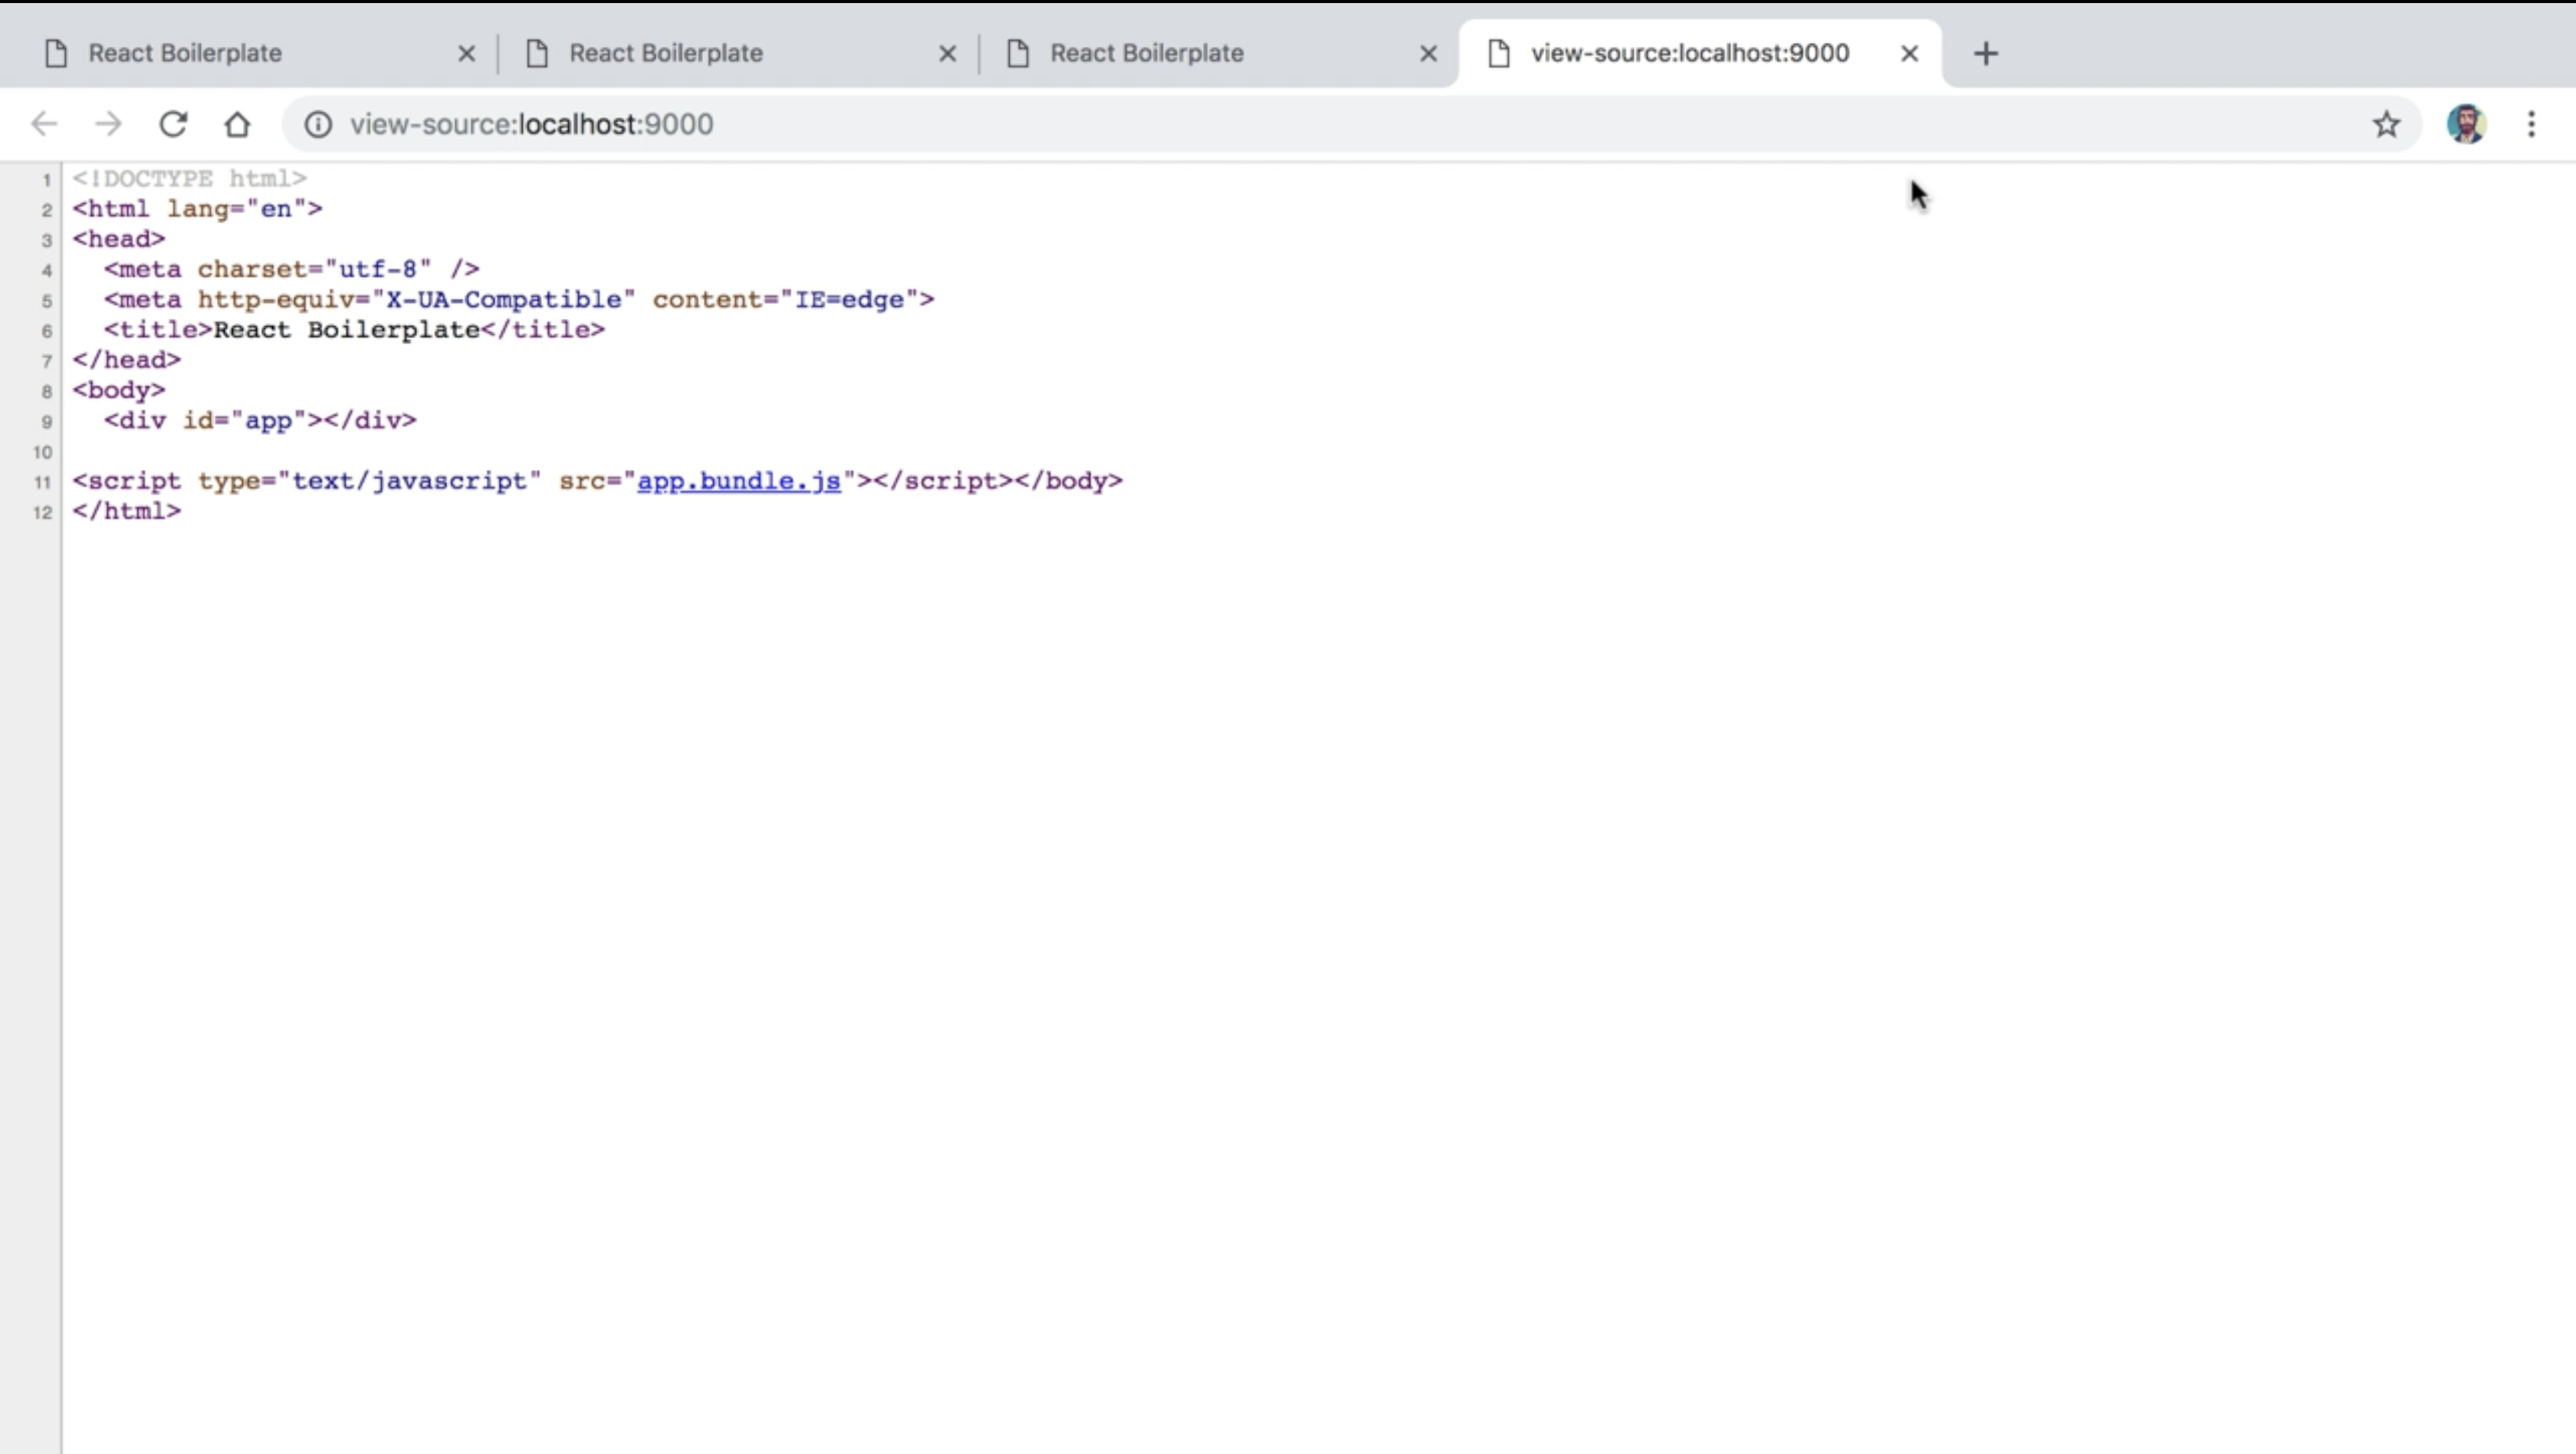 React Boilerplate React Boilerplate React Boilerplate view-source:localhost:9000
view-source:localhost:9000
1 <!DOCTYPE html>
2 <html lang="en">
3 <head>
4   <meta charset="utf-8" />
5   <meta http-equiv="X-UA-Compatible" content="IE=edge">
6   <title>React Boilerplate</title>
7 </head>
8 <body>
9   <div id="app"></div>
10
11 <script type="text/javascript" src="app.bundle.js"></script></body>
12 </html>